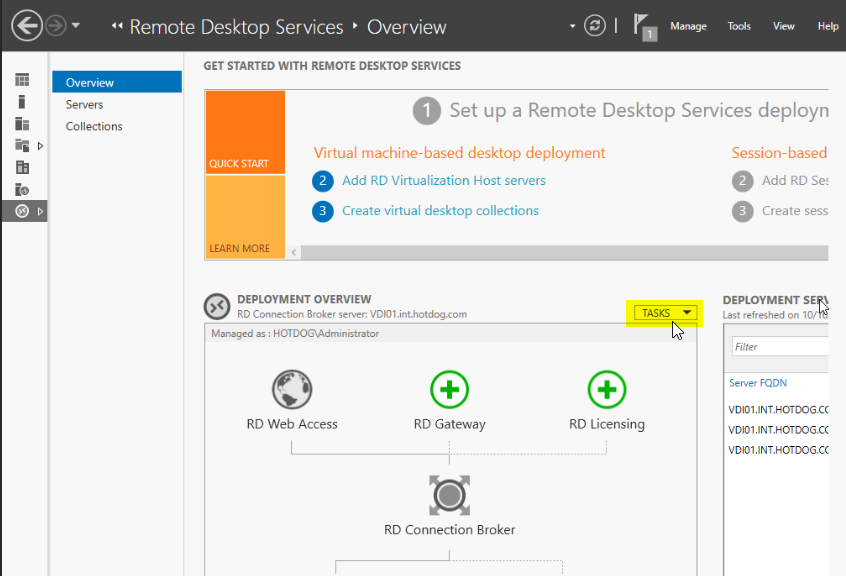 Remote Desktop Services
Overview
1
Manage
Tools
View
Help
Overview
Servers
Collections
GET STARTED WITH REMOTE DESKTOP SERVICES
QUICK START
LEARN MORE
1 Set up a Remote Desktop Services deploym
Virtual machine-based desktop deployment
2 Add RD Virtualization Host servers
3 Create virtual desktop collections
Session-based
2 Add RD Ses
3 Create sess
DEPLOYMENT OVERVIEW
RD Connection Broker server: VDI01.int.hotdog.com
TASKS
Managed as : HOTDOG\Administrator
RD Web Access
RD Gateway
RD Licensing
RD Connection Broker
DEPLOYMENT SERV
Last refreshed on 10/16
Filter
Server FQDN
VDI01.INT.HOTDOG.CO
VDI01.INT.HOTDOG.CO
VDI01.INT.HOTDOG.CO